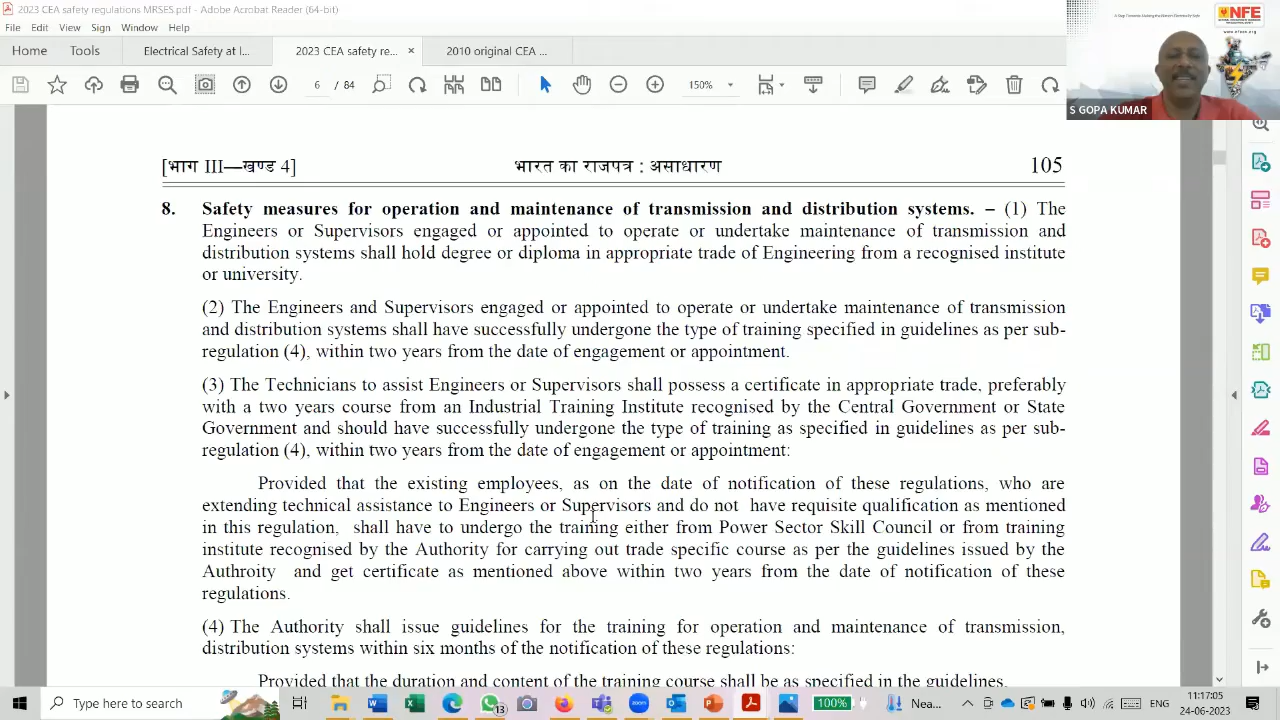 2023 CEA safety regulations MRSES.pdf - Adobe Acrobat Reader (64-bit)
File Edit View Sign Window Help
Home Tools
A Step Towards Making the Nation Electrically Safe
NFE
www.nfees.org
/ 84
150%
S GOPA KUMAR
[भाग III—खण्ड 4]
105
8. Safety measures for operation and maintenance of transmission and distribution systems. (1) The
Engineers or Supervisors engaged or appointed to operate or undertake maintenance of transmission and
distribution systems shall hold degree or diploma in appropriate trade of Engineering from a recognised institute
or university.
(2) The Engineers and Supervisors engaged or appointed to operate or undertake maintenance of transmission
and distribution systems shall have successfully undergone the type of training specified in guidelines as per sub-
regulation (4), within two years from the date of engagement or appointment.
(3) The Technicians to assist Engineers or Supervisors shall possess a certificate in appropriate trade, preferably
with a two years course from an Industrial Training Institute recognised by the Central Government or State
Government and should have successfully undergone the type of training as specified in guidelines as per sub-
regulation (4), within two years from the date of engagement or appointment:
Provided that the existing employees as on the date of notification of these regulations, who are
extending technical assistance to Engineers or Supervisors and do not have requisite qualification as mentioned
in this regulation, shall have to undergo the training either from Power Sector Skill Council or from training
institute recognised by the Authority for carrying out the specific course as per the guidelines issued by the
Authroity and get certificate as mentioned above within two years from the date of notification of these
regulations.
(4) The Authority shall issue guidelines for the training for operation and maintenance of transmission,
distribution systems within six months of the notification of these regulations:
Provided that the duration and content of the training course shall be as specified in the guidelines.
Type here to search
zoom
100%
ENG
11:17:05
24-06-2023